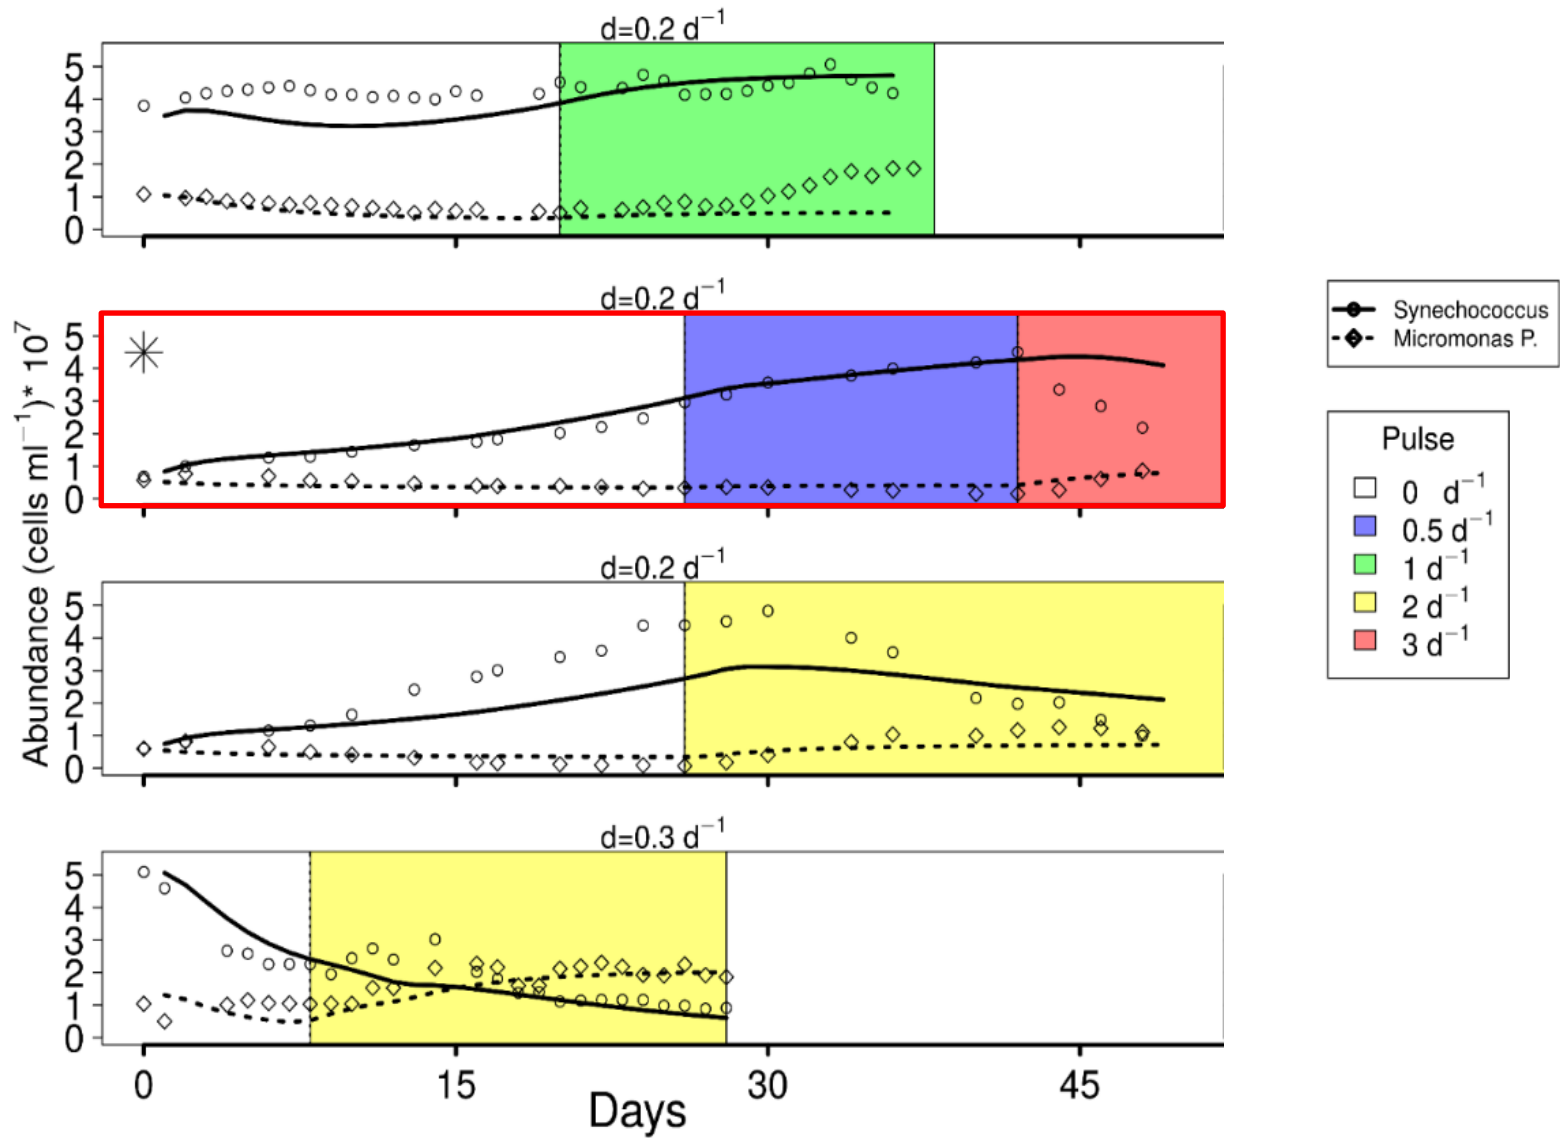 d=0.2 d⁻¹
5
4
3
2
1
0
d=0.2 d⁻¹
5
4
3
2
1
0
d=0.2 d⁻¹
5
4
3
2
1
0
d=0.3 d⁻¹
5
4
3
2
1
0
0 15 30 45
Days
Abundance (cells ml⁻¹)* 10⁷
Synechococcus
Micromonas P.
Pulse
0 d⁻¹
0.5 d⁻¹
1 d⁻¹
2 d⁻¹
3 d⁻¹